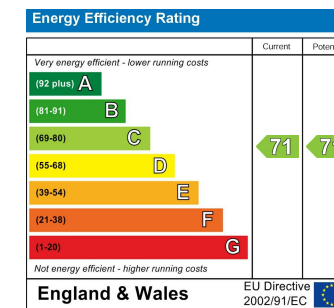 Energy Efficiency Rating
Current
Very energy efficient - lower running costs
(92 plus) A
(81-91) B
(69-80) C 71
(55-68) D
(39-54) E
(21-38) F
(1-20) G
Not energy efficient - higher running costs
England & Wales
EU Directive
2002/91/EC